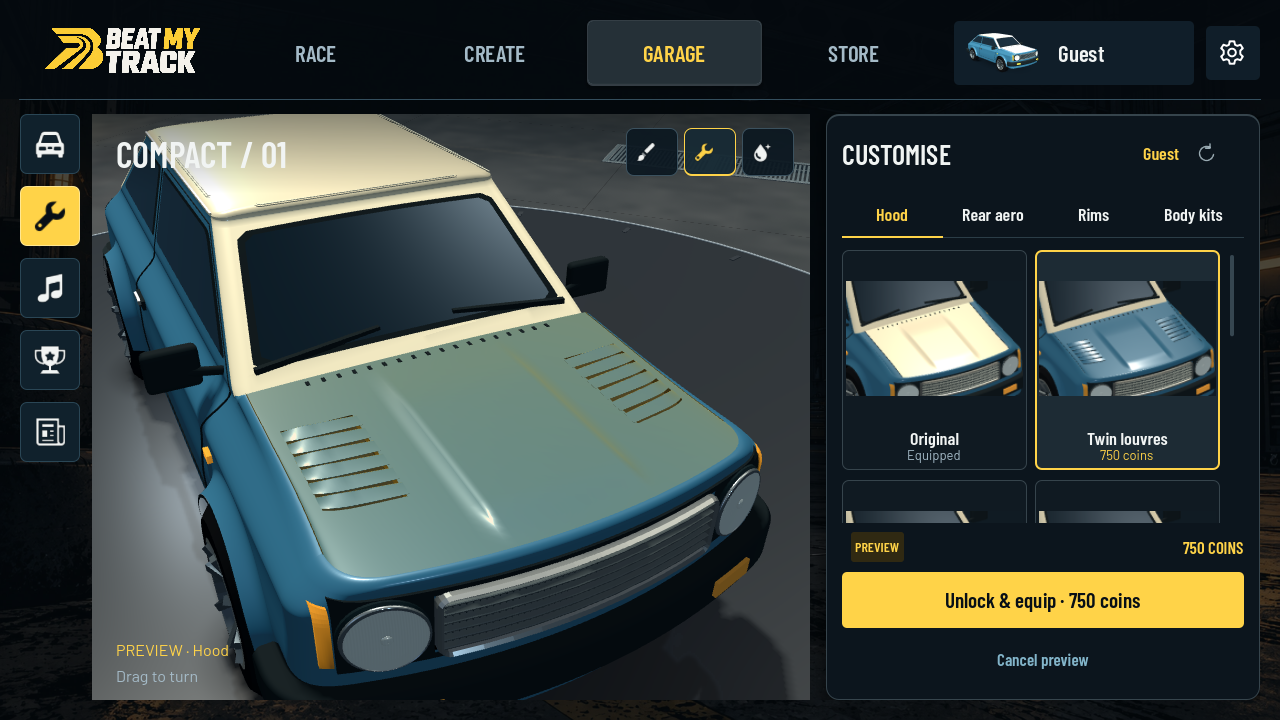 BEAT MY
TRACK
RACE
CREATE
GARAGE
STORE
Guest
COMPACT / 01
CUSTOMISE
Guest
Hood
Rear aero
Rims
Body kits
Original
Equipped
Twin louvres
750 coins
PREVIEW
750 COINS
Unlock & equip · 750 coins
Cancel preview
PREVIEW · Hood
Drag to turn